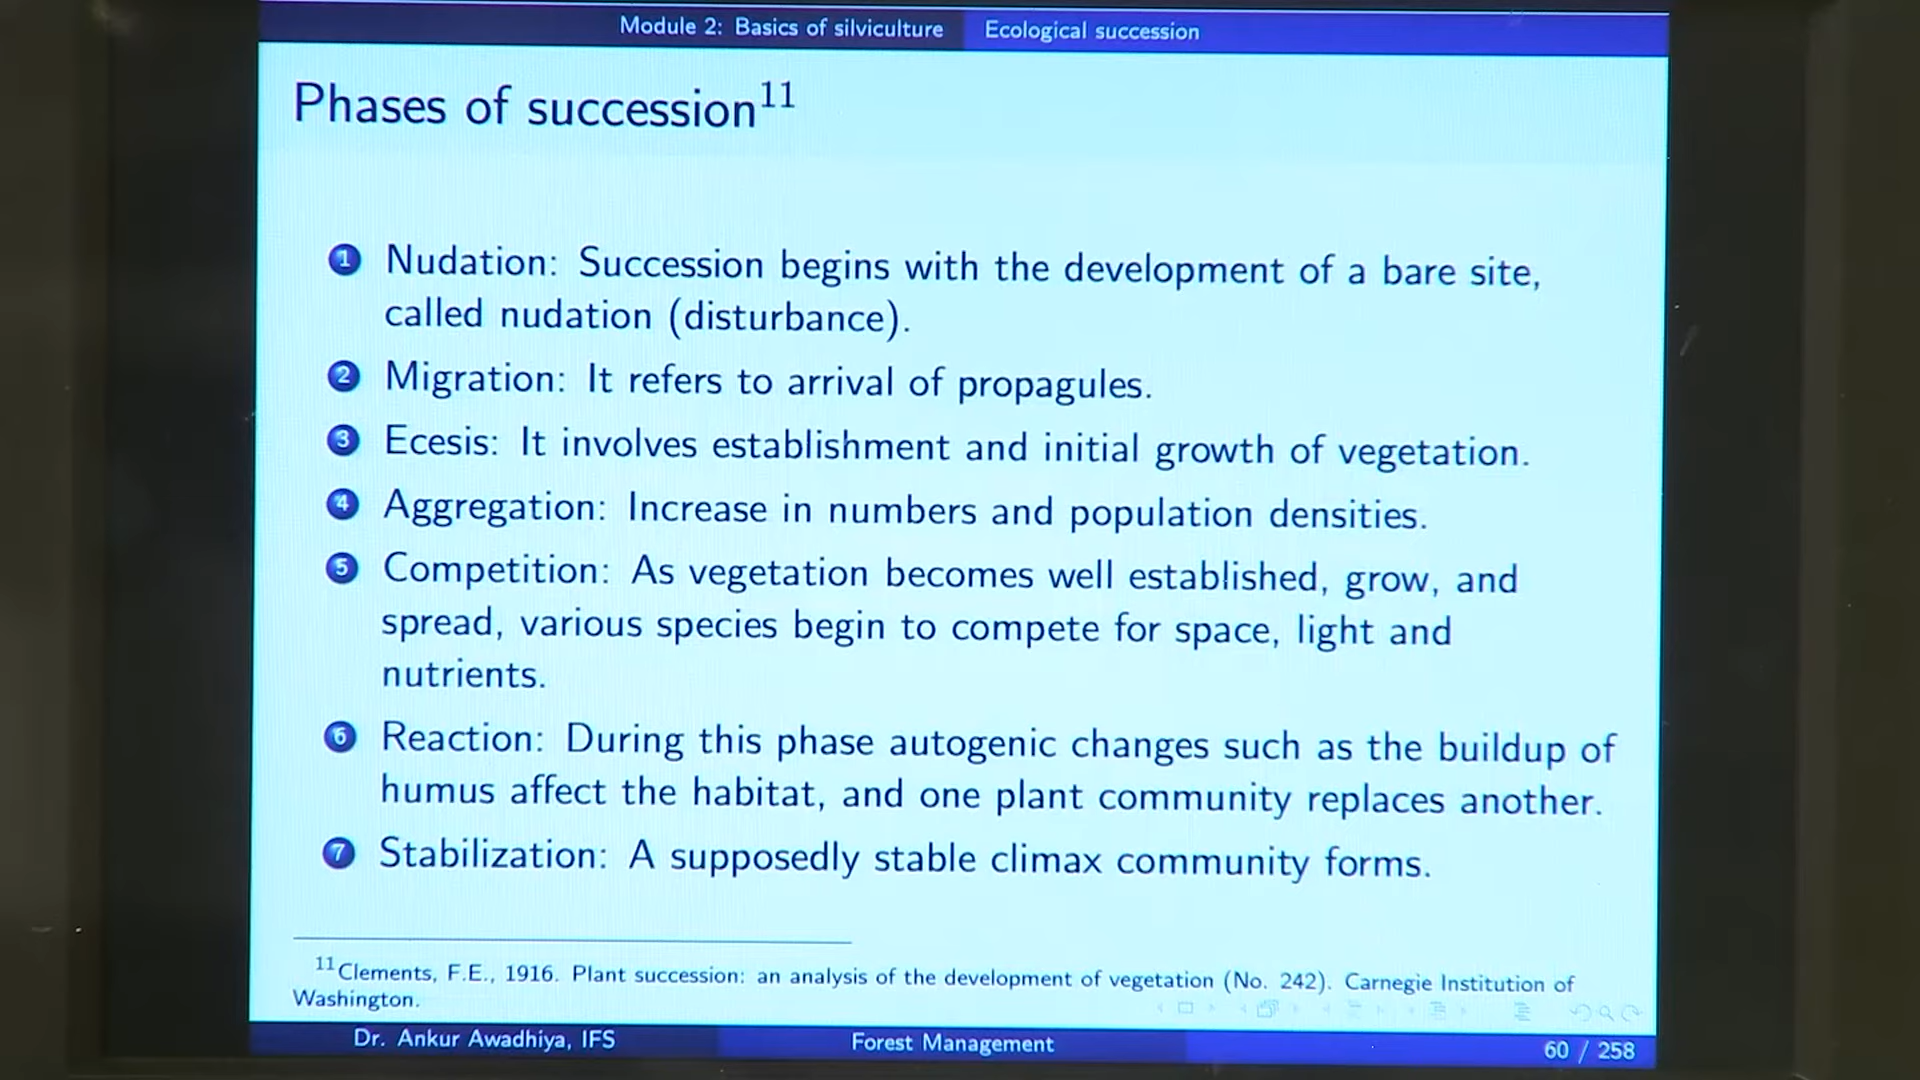 Module 2: Basics of silviculture Ecological succession
Phases of succession11
1 Nudation: Succession begins with the development of a bare site,
called nudation (disturbance).
2 Migration: It refers to arrival of propagules.
3 Ecesis: It involves establishment and initial growth of vegetation.
4 Aggregation: Increase in numbers and population densities.
5 Competition: As vegetation becomes well established, grow, and
spread, various species begin to compete for space, light and
nutrients.
6 Reaction: During this phase autogenic changes such as the buildup of
humus affect the habitat, and one plant community replaces another.
7 Stabilization: A supposedly stable climax community forms.
11 Clements, F.E., 1916. Plant succession: an analysis of the development of vegetation (No. 242). Carnegie Institution of
Washington.
Dr. Ankur Awadhiya, IFS Forest Management 60 / 258